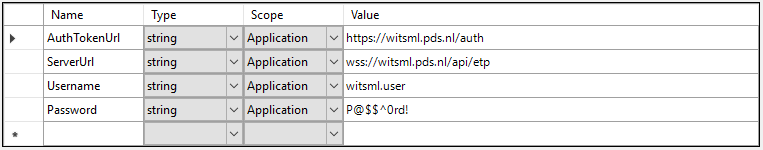 Name Type Scope Value
AuthTokenUrl string Application https://witsml.pds.nl/auth
ServerUrl string Application wss://witsml.pds.nl/api/etp
Username string Application witsml.user
Password string Application P@$$^0rd!